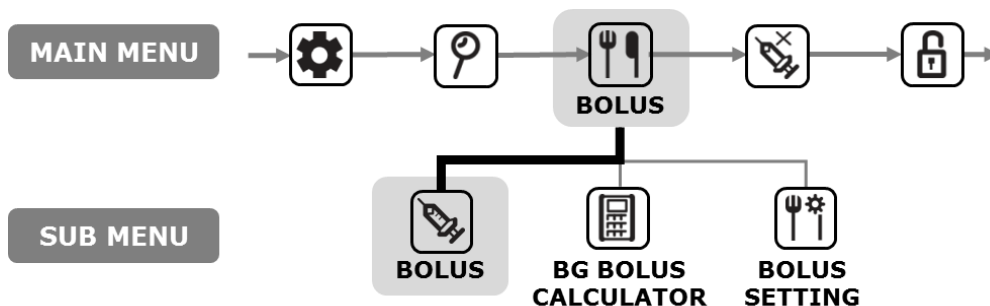 MAIN MENU
BOLUS
SUB MENU
BOLUS
BG BOLUS
CALCULATOR
BOLUS
SETTING